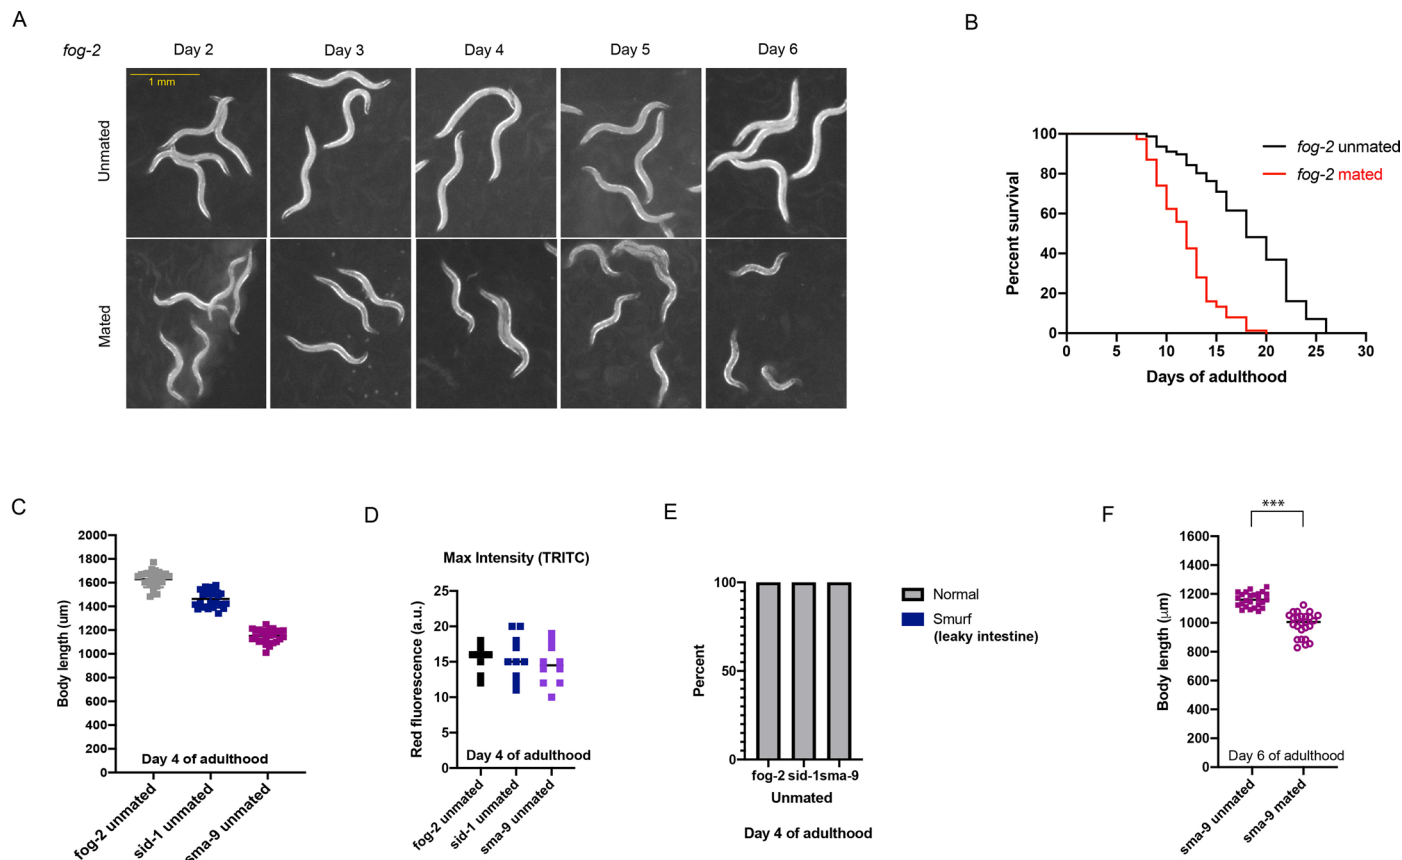 A
fog-2
Day 2
Day 3
Day 4
Day 5
Day 6
1 mm
Unmated
Mated
B
Percent survival
100
80
60
40
20
0
0 5 10 15 20 25 30
Days of adulthood
fog-2 unmated
fog-2 mated
C
Body length (um)
2000
1800
1600
1400
1200
1000
800
600
400
200
0
Day 4 of adulthood
fog-2 unmated
sid-1 unmated
sma-9 unmated
D
Max Intensity (TRITC)
Red fluorescence (a.u.)
25
20
15
10
5
0
Day 4 of adulthood
fog-2 unmated
sid-1 unmated
sma-9 unmated
E
Percent
100
50
0
fog-2 sid-1 sma-9
Unmated
Day 4 of adulthood
Normal
Smurf
(leaky intestine)
F
***
Body length (μm)
1600
1400
1200
1000
800
600
400
200
0
Day 6 of adulthood
sma-9 unmated
sma-9 mated